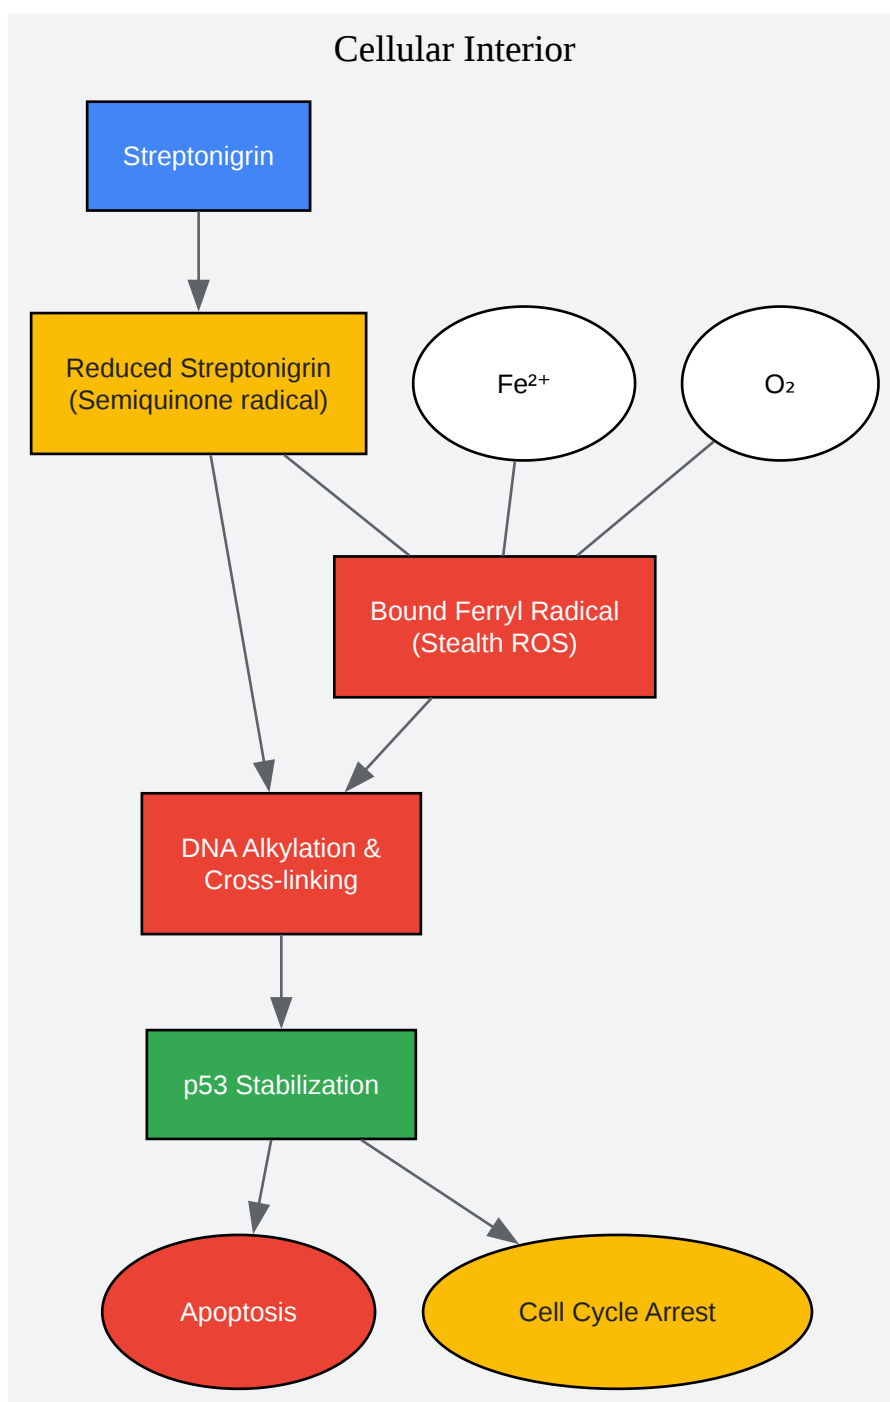 Cellular Interior
Streptonigrin
Reduced Streptonigrin
(Semiquinone radical)
Fe²⁺
O₂
Bound Ferryl Radical
(Stealth ROS)
DNA Alkylation &
Cross-linking
p53 Stabilization
Apoptosis
Cell Cycle Arrest